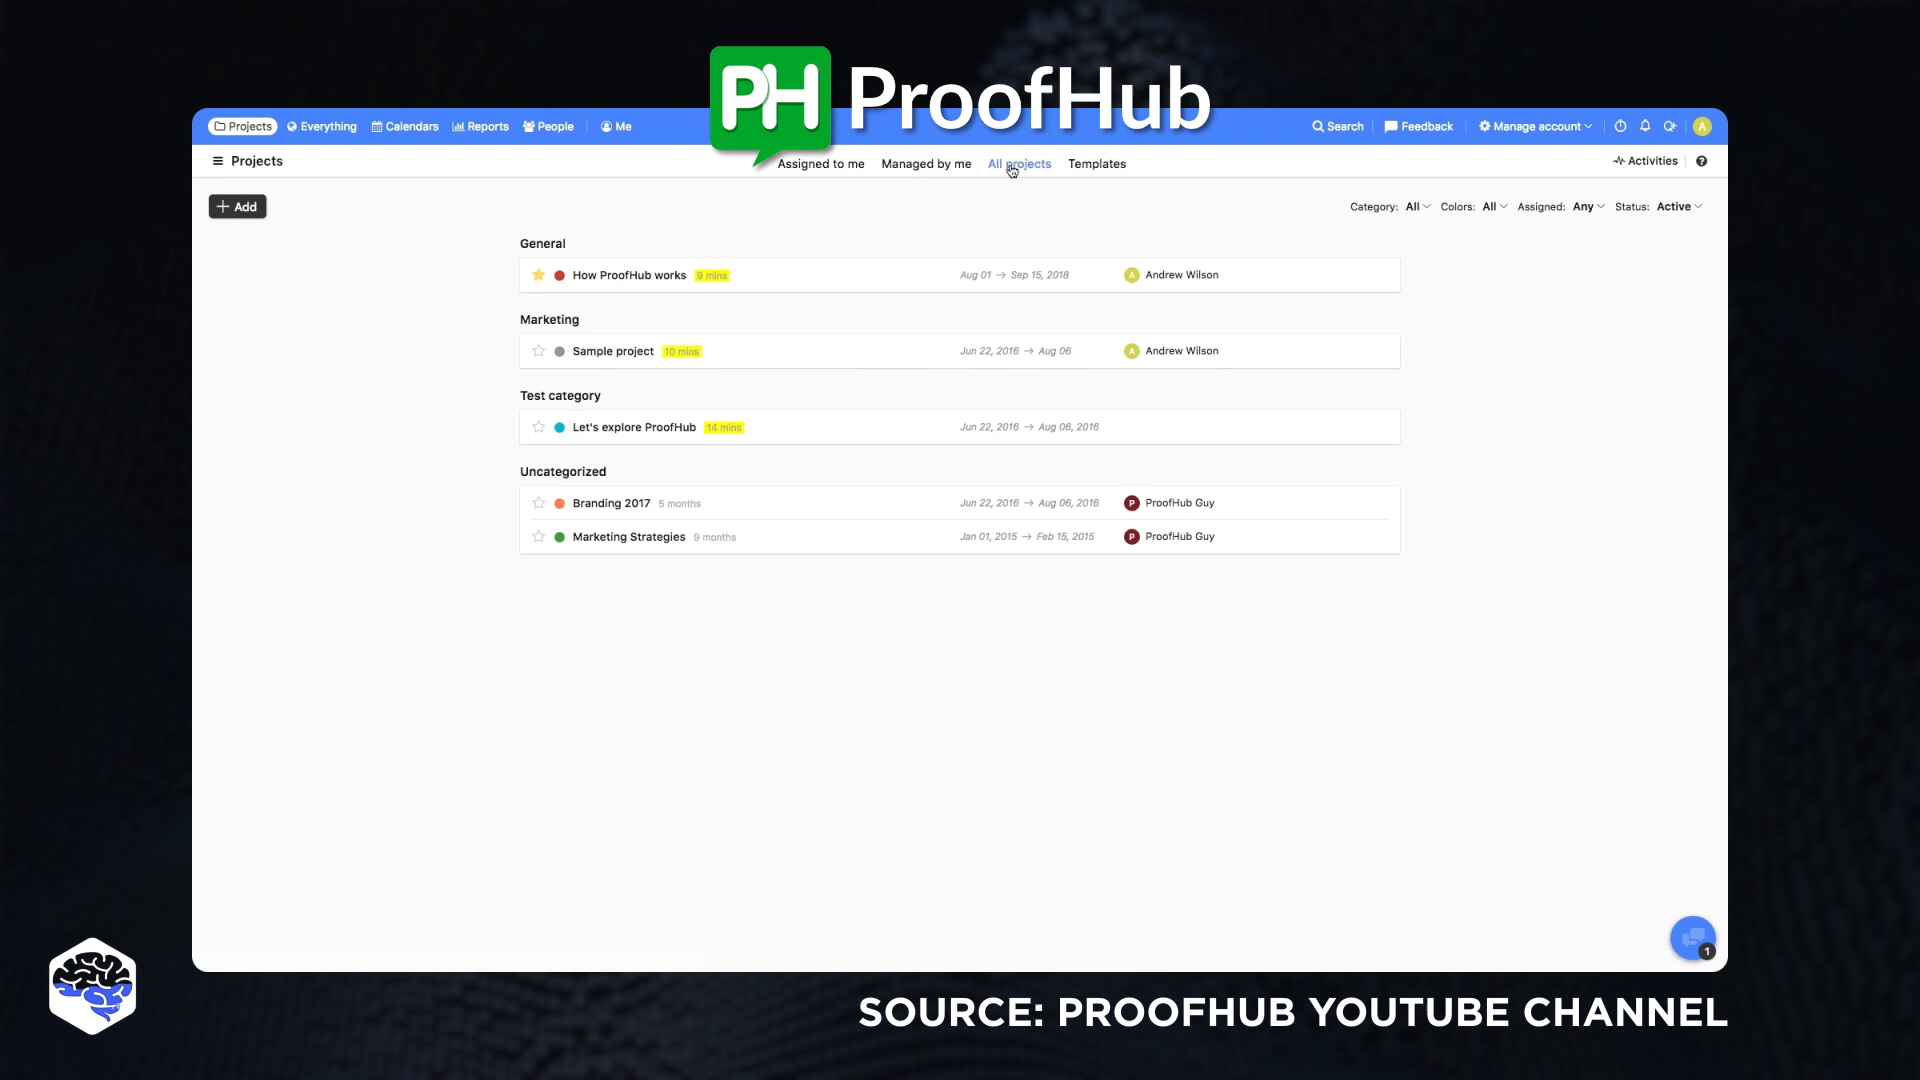 PH ProofHub
Projects Everything Calendars Reports People Me Search Feedback Manage account A
Projects Assigned to me Managed by me All projects Templates Activities ?
+ Add Category: All Colors: All Assigned: Any Status: Active
General
How ProofHub works 9 mins Aug 01 → Sep 15, 2018 A Andrew Wilson
Marketing
Sample project 10 mins Jun 22, 2016 → Aug 06 A Andrew Wilson
Test category
Let's explore ProofHub 14 mins Jun 22, 2016 → Aug 06, 2016
Uncategorized
Branding 2017 5 months Jun 22, 2016 → Aug 06, 2016 P ProofHub Guy
Marketing Strategies 9 months Jan 01, 2015 → Feb 15, 2015 P ProofHub Guy
1
SOURCE: PROOFHUB YOUTUBE CHANNEL